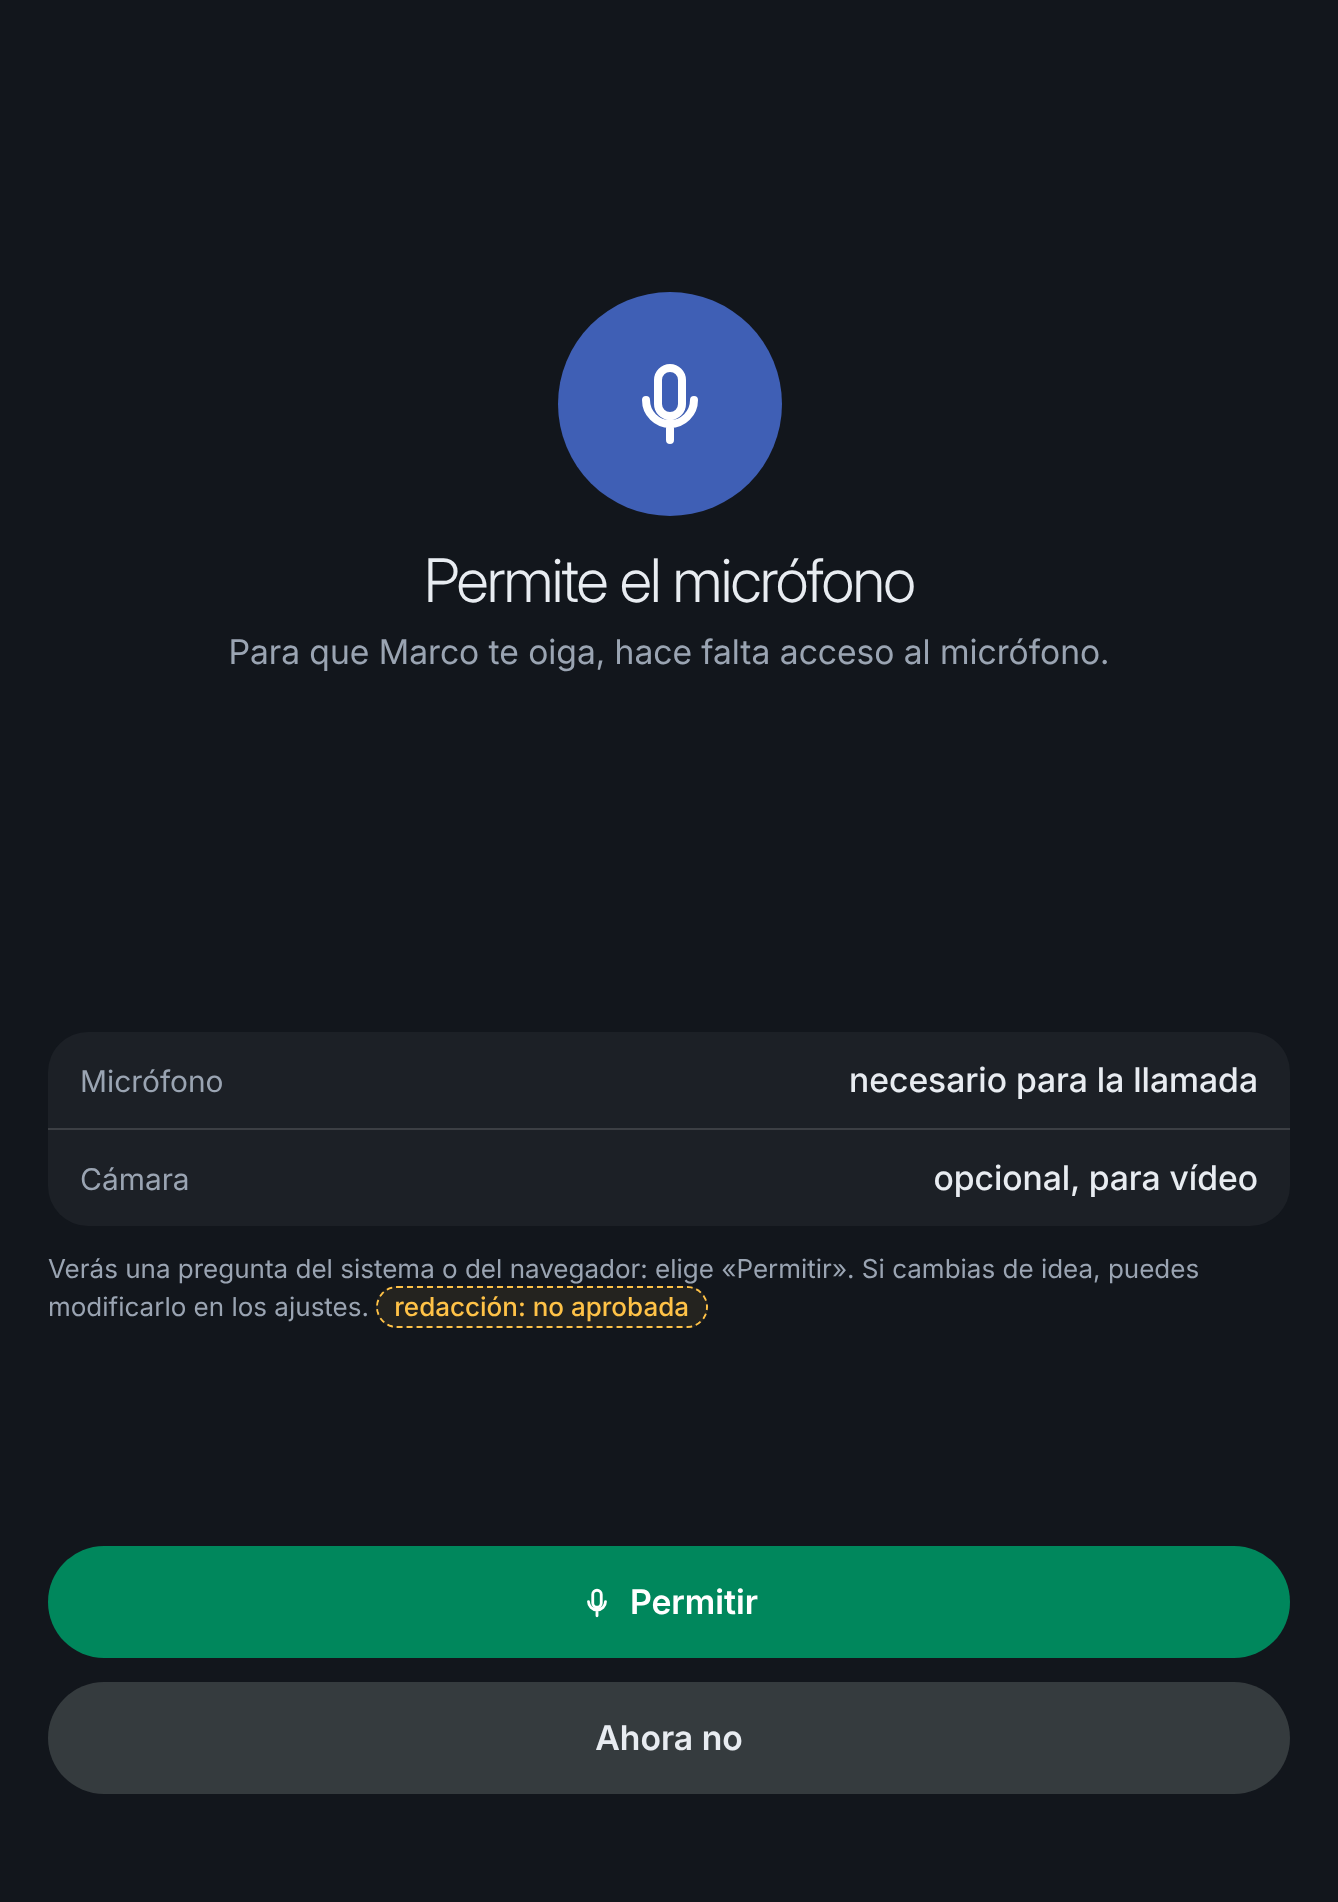 Permite el micrófono
Para que Marco te oiga, hace falta acceso al micrófono.
Micrófono necesario para la llamada
Cámara opcional, para vídeo
Verás una pregunta del sistema o del navegador: elige «Permitir». Si cambias de idea, puedes
modificarlo en los ajustes. redacción: no aprobada
Permitir
Ahora no